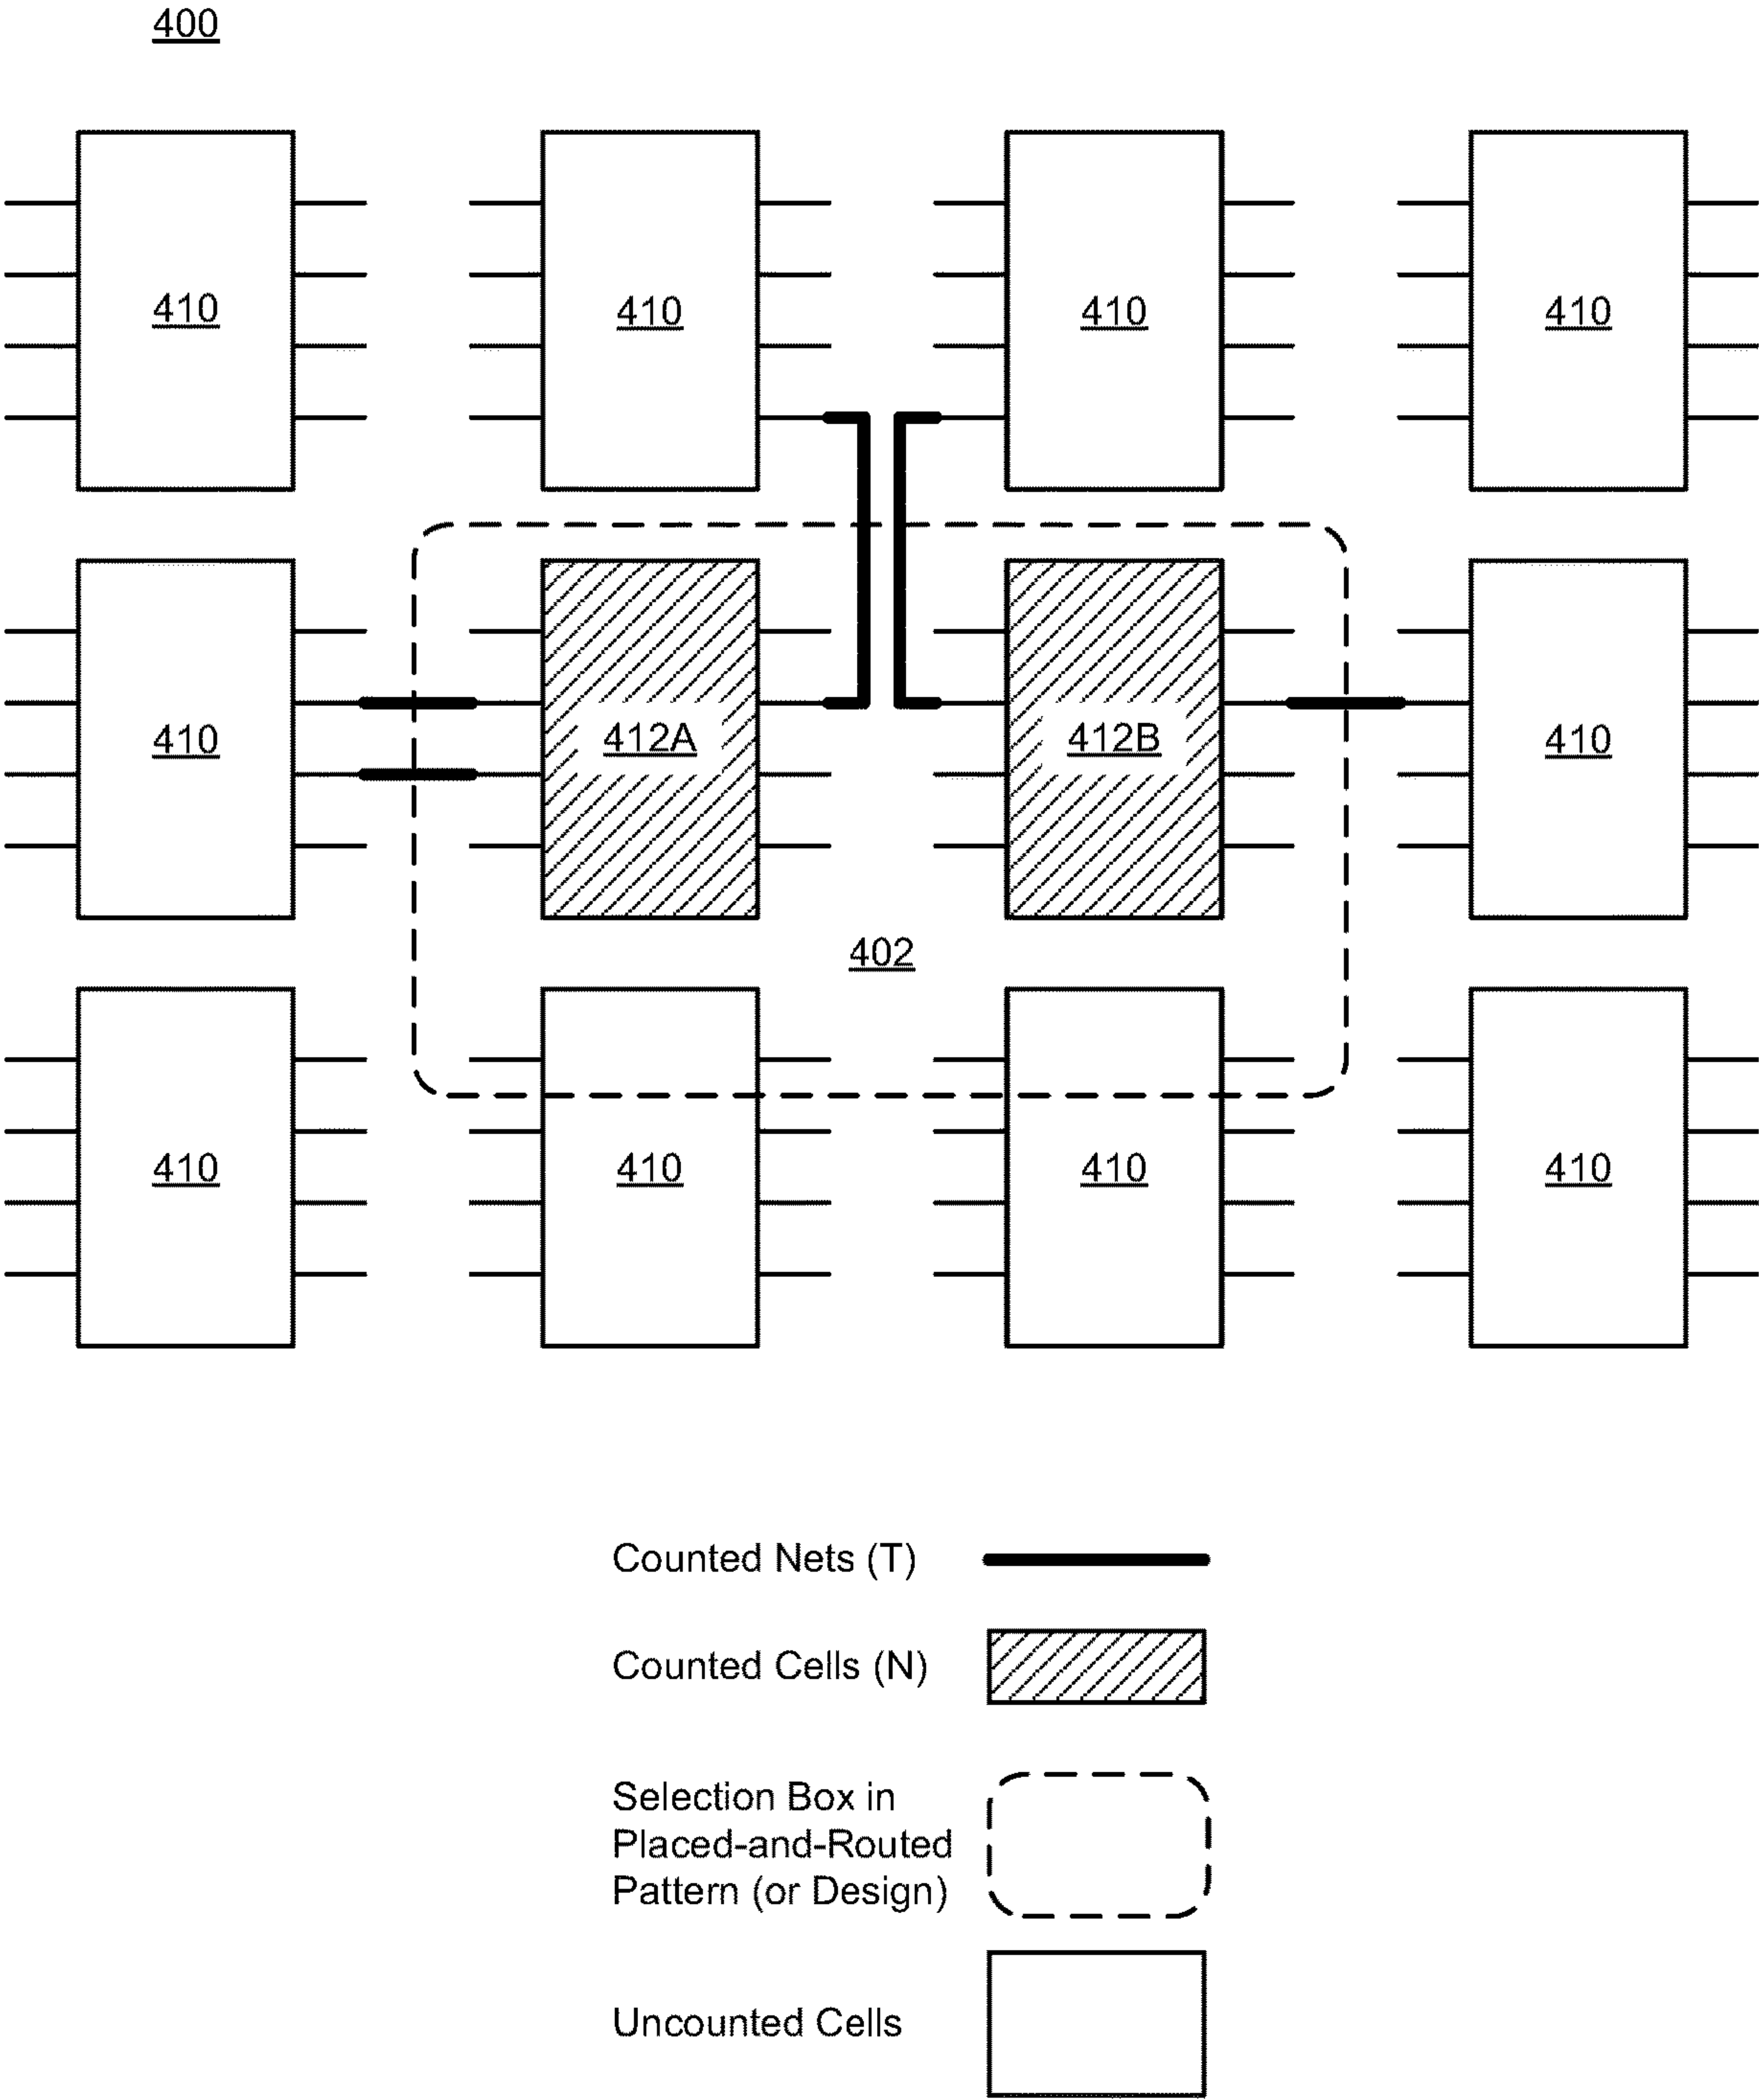 400
410
410
410
410
410
412A
412B
410
402
410
410
410
410
Counted Nets (T)
Counted Cells (N)
Selection Box in
Placed-and-Routed
Pattern (or Design)
Uncounted Cells